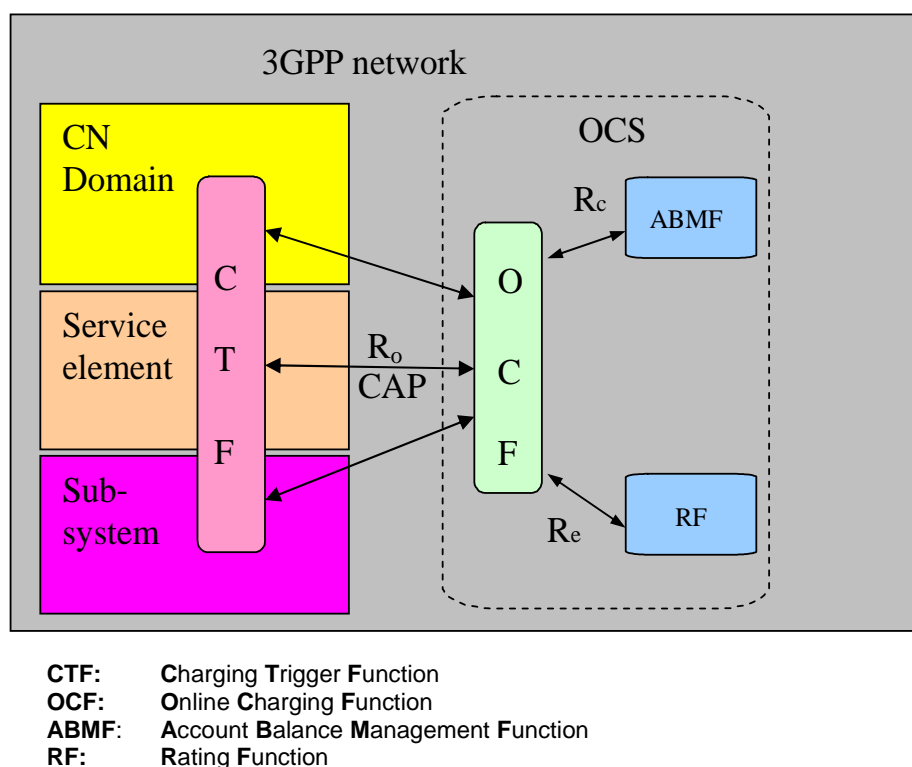 3GPP network
CN
Domain
Service
element
Sub-
system
C
T
F
Ro
CAP
OCS
O
C
F
Rc
ABMF
Re
RF
CTF: Charging Trigger Function
OCF: Online Charging Function
ABMF: Account Balance Management Function
RF: Rating Function